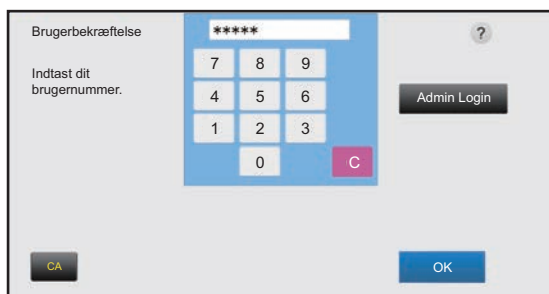 Brugerbekræftelse
*****
?
Indtast dit
brugernummer.
7 8 9
4 5 6
1 2 3
0 C
Admin Login
CA
OK